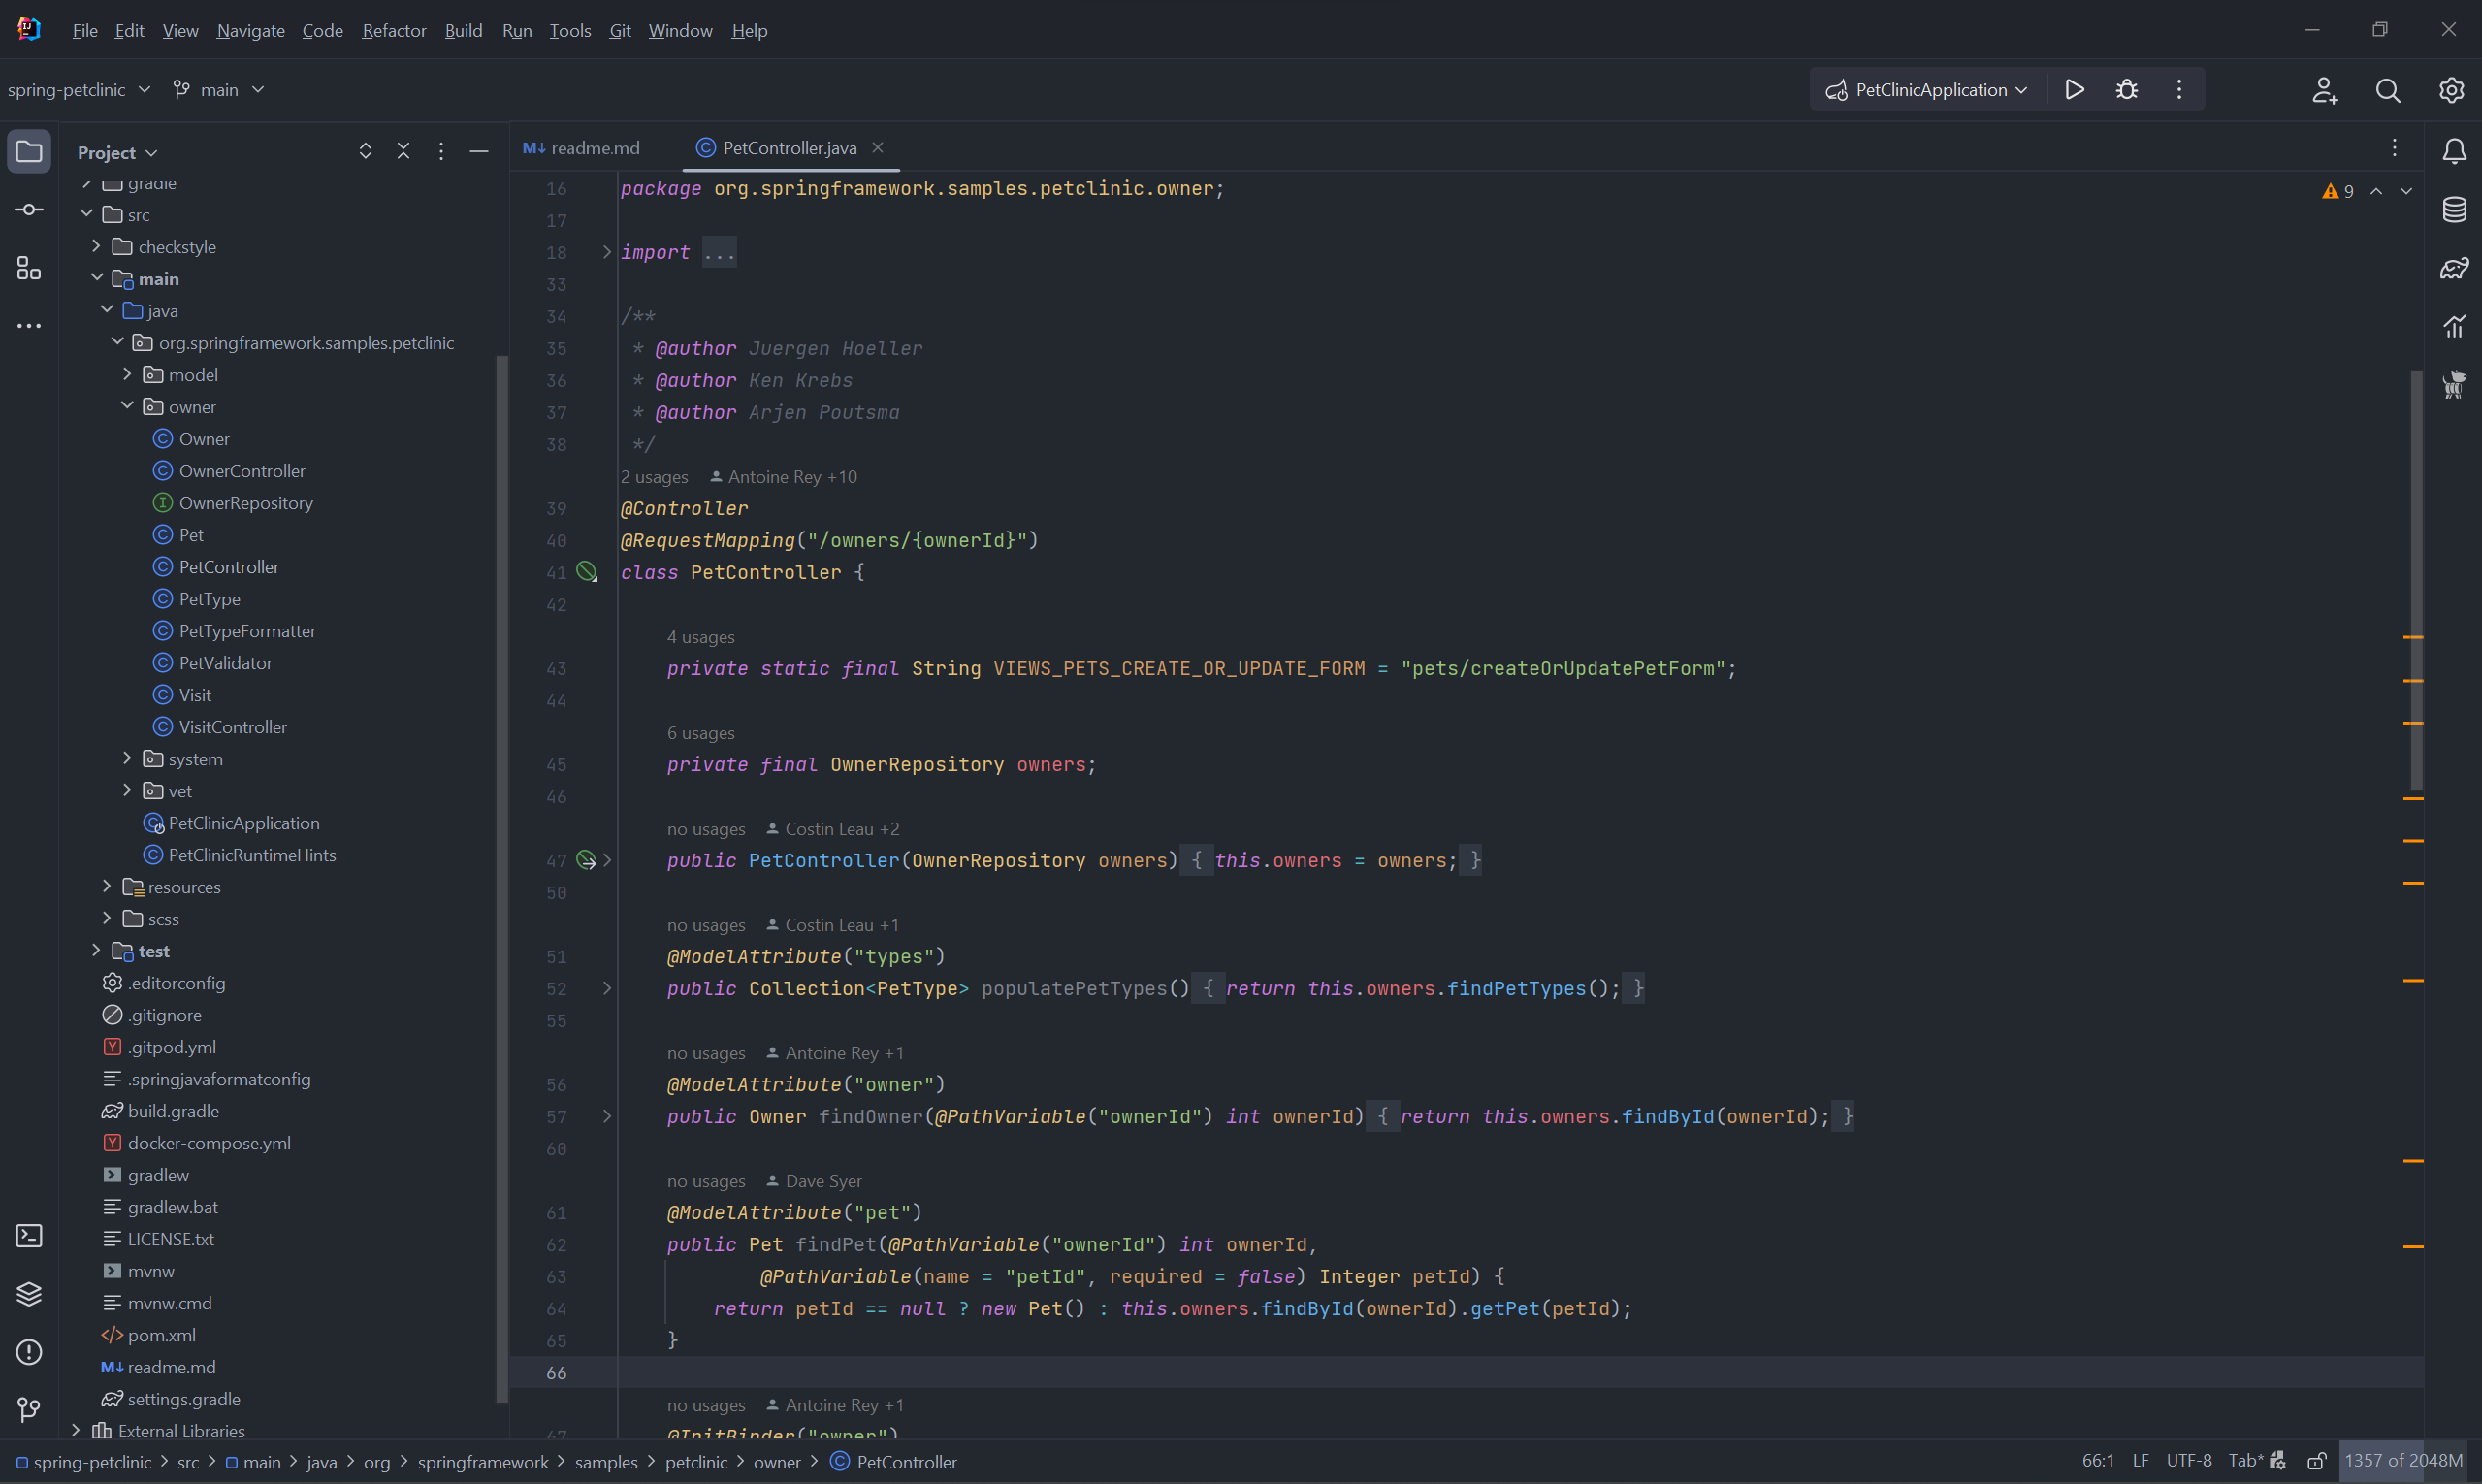 File Edit View Navigate Code Refactor Build Run Tools Git Window Help
spring-petclinic main PetClinicApplication
Project
gradle
src
checkstyle
main
java
org.springframework.samples.petclinic
model
owner
Owner
OwnerController
OwnerRepository
Pet
PetController
PetType
PetTypeFormatter
PetValidator
Visit
VisitController
system
vet
PetClinicApplication
PetClinicRuntimeHints
resources
scss
test
.editorconfig
.gitignore
.gitpod.yml
.springjavaformatconfig
build.gradle
docker-compose.yml
gradlew
gradlew.bat
LICENSE.txt
mvnw
mvnw.cmd
pom.xml
readme.md
settings.gradle
External Libraries
readme.md PetController.java
9
16 package org.springframework.samples.petclinic.owner;
17
18 import ...
33
34 /**
35 * @author Juergen Hoeller
36 * @author Ken Krebs
37 * @author Arjen Poutsma
38 */
2 usages Antoine Rey +10
39 @Controller
40 @RequestMapping("/owners/{ownerId}")
41 class PetController {
42
4 usages
43 private static final String VIEWS_PETS_CREATE_OR_UPDATE_FORM = "pets/createOrUpdatePetForm";
44
6 usages
45 private final OwnerRepository owners;
46
no usages Costin Leau +2
47 public PetController(OwnerRepository owners) { this.owners = owners; }
50
no usages Costin Leau +1
51 @ModelAttribute("types")
52 public Collection<PetType> populatePetTypes() { return this.owners.findPetTypes(); }
55
no usages Antoine Rey +1
56 @ModelAttribute("owner")
57 public Owner findOwner(@PathVariable("ownerId") int ownerId) { return this.owners.findById(ownerId); }
60
no usages Dave Syer
61 @ModelAttribute("pet")
62 public Pet findPet(@PathVariable("ownerId") int ownerId,
63 @PathVariable(name = "petId", required = false) Integer petId) {
64 return petId == null ? new Pet() : this.owners.findById(ownerId).getPet(petId);
65 }
66
no usages Antoine Rey +1
67 @InitBinder("owner")
spring-petclinic > src > main > java > org > springframework > samples > petclinic > owner > PetController
66:1 LF UTF-8 Tab* 1357 of 2048M